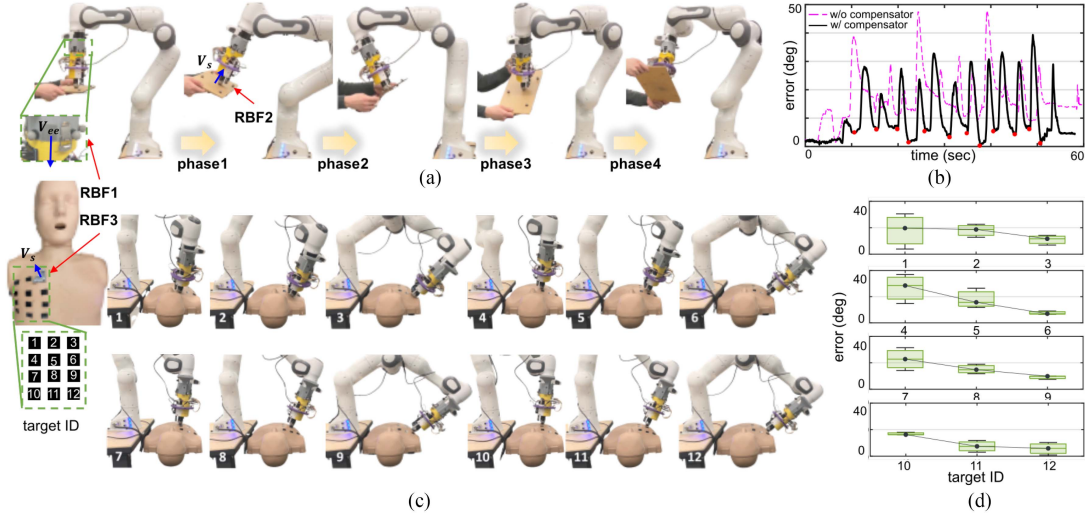 V_s
RBF2
V_ee
phase1
phase2
phase3
phase4
(a)
RBF1
RBF3
V_s
1 2 3
4 5 6
7 8 9
10 11 12
target ID
1 2 3 4 5 6
7 8 9 10 11 12
(c)
50
w/o compensator
w/ compensator
error (deg)
0
0 time (sec) 60
(b)
40
0
1 2 3
40
0
4 5 6
40
0
7 8 9
40
0
10 11 12
error (deg)
target ID
(d)